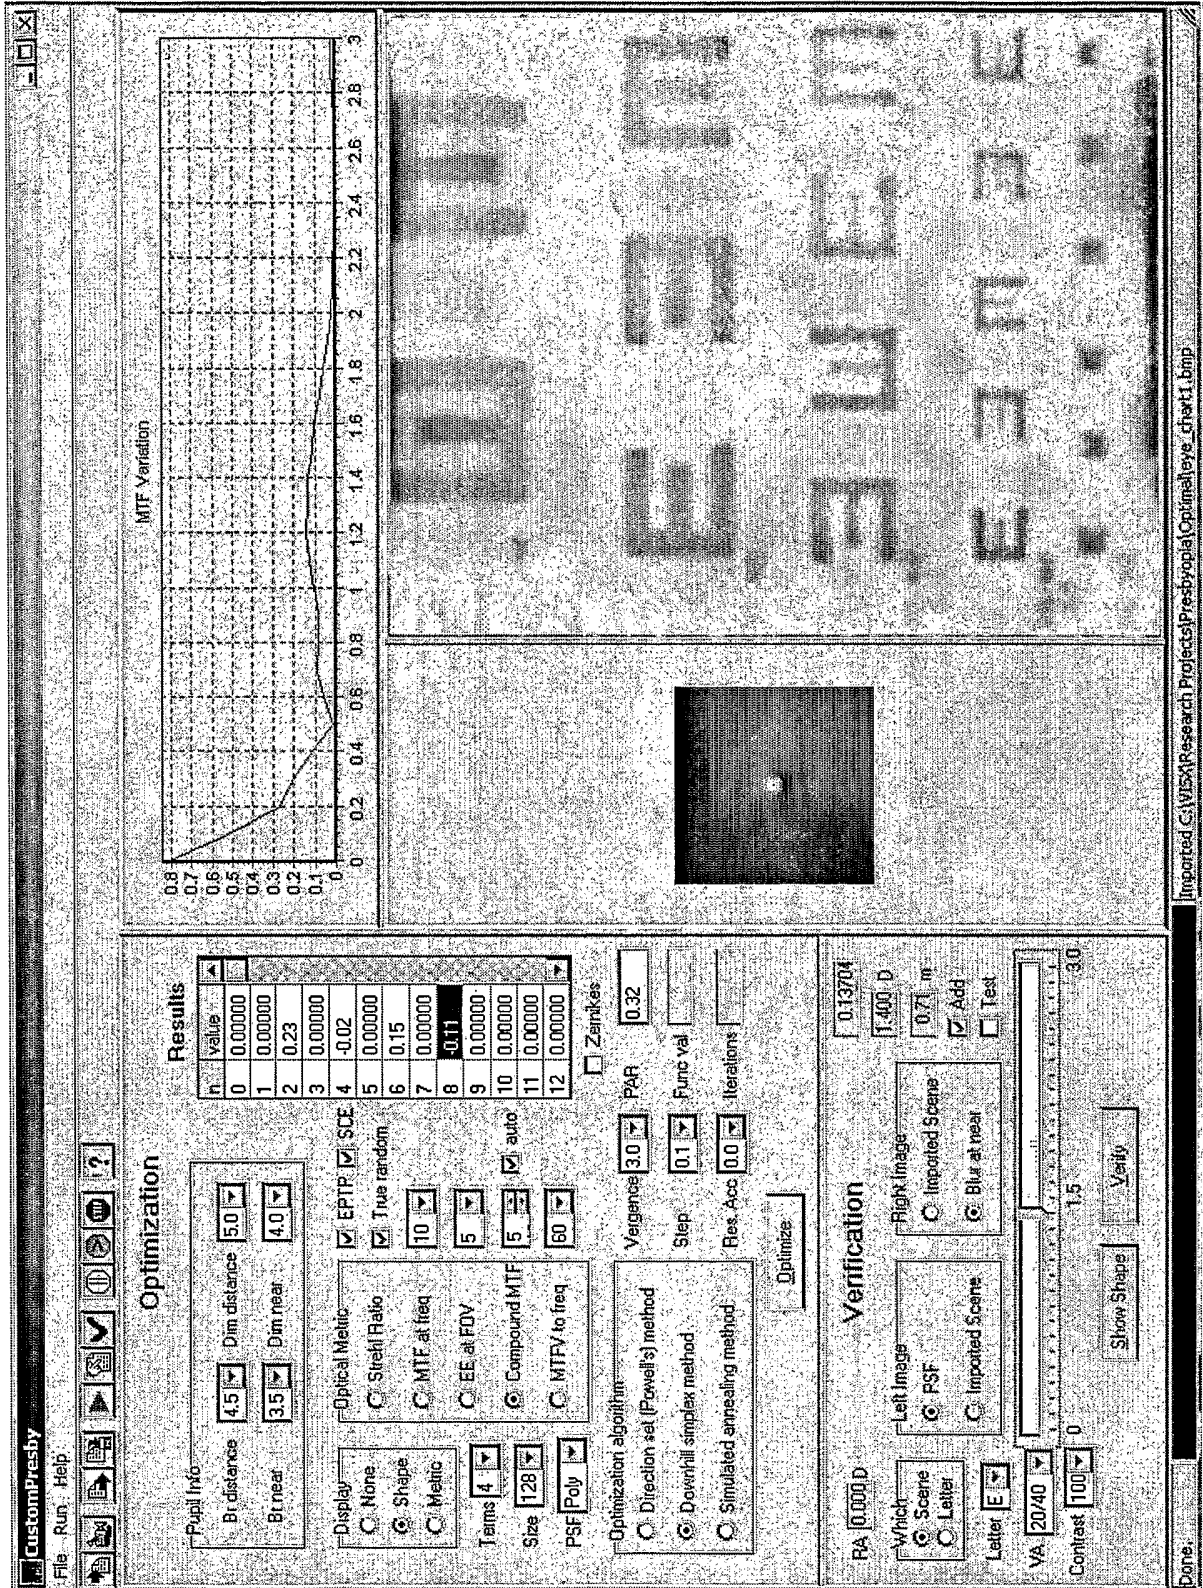 CustomPresby
File Run Help
Optimization
Pupil Info
Br distance 4.5 Dim distance 5.0
Br near 3.5 Dim near 4.0
Display
None
Shape
Metric
Terms 4
Size 128
PSF Poly
Optical Metric
Strehl Ratio
MTF at freq
EE at FOV
Compound MTF
MTFV to freq
EPTP SCE
True random
10
5
5 auto
60
Optimization algorithm
Direction set (Powell's) method
Downhill simplex method
Simulated annealing method
Vergence 3.0 PAR 0.32
Step 0.1 Func val
Res. Acc 0.0 Iterations
Optimize
Results
n value
0 0.00000
1 0.00000
2 0.23
3 0.00000
4 -0.02
5 0.00000
6 0.15
7 0.00000
8 -0.11
9 0.00000
10 0.00000
11 0.00000
12 0.00000
Zernikes
Verification
RA 0.000 D
Which
Scene
Letter
Letter E
VA 20/40
Contrast 100
Left Image
PSF
Imported Scene
Right Image
Imported Scene
Blur at near
0.13704
1.400 D
0.71 m
Add
Test
0 1.5 3.0
Show Shape
Verify
MTF Variation
0.8
0.7
0.6
0.5
0.4
0.3
0.2
0.1
0
0 0.2 0.4 0.6 0.8 1 1.2 1.4 1.6 1.8 2 2.2 2.4 2.6 2.8 3
Done.
Imported C:\VISX\Research Projects\Presbyopia\Optimal\eye_chart1.bmp